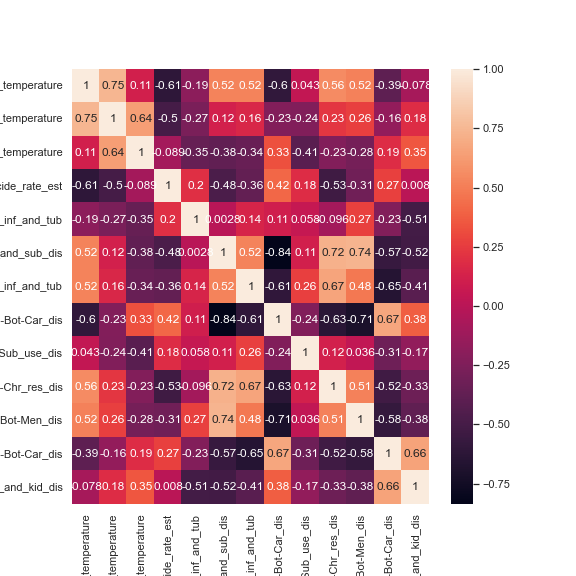 _temperature 1 0.75 0.11 -0.61 -0.19 0.52 0.52 -0.6 0.043 0.56 0.52 -0.39 -0.078 1.00
_temperature 0.75 1 0.64 -0.5 -0.27 0.12 0.16 -0.23 -0.24 0.23 0.26 -0.16 0.18 0.75
_temperature 0.11 0.64 1 -0.089 -0.35 -0.38 -0.34 0.33 -0.41 -0.23 -0.28 0.19 0.35
cide_rate_est -0.61 -0.5 -0.089 1 0.2 -0.48 -0.36 0.42 0.18 -0.53 -0.31 0.27 0.008 0.50
_inf_and_tub -0.19 -0.27 -0.35 0.2 1 0.0028 0.14 0.11 0.058 -0.096 0.27 -0.23 -0.51
and_sub_dis 0.52 0.12 -0.38 -0.48 0.0028 1 0.52 -0.84 0.11 0.72 0.74 -0.57 -0.52 0.25
_inf_and_tub 0.52 0.16 -0.34 -0.36 0.14 0.52 1 -0.61 0.26 0.67 0.48 -0.65 -0.41
-Bot-Car_dis -0.6 -0.23 0.33 0.42 0.11 -0.84 -0.61 1 -0.24 -0.63 -0.71 0.67 0.38 0.00
Sub_use_dis 0.043 -0.24 -0.41 0.18 0.058 0.11 0.26 -0.24 1 0.12 0.036 -0.31 -0.17 -0.25
-Chr_res_dis 0.56 0.23 -0.23 -0.53 -0.096 0.72 0.67 -0.63 0.12 1 0.51 -0.52 -0.33
Bot-Men_dis 0.52 0.26 -0.28 -0.31 0.27 0.74 0.48 -0.71 0.036 0.51 1 -0.58 -0.38 -0.50
-Bot-Car_dis -0.39 -0.16 0.19 0.27 -0.23 -0.57 -0.65 0.67 -0.31 -0.52 -0.58 1 0.66
_and_kid_dis -0.078 0.18 0.35 0.008 -0.51 -0.52 -0.41 0.38 -0.17 -0.33 -0.38 0.66 1 -0.75
_temperature
_temperature
_temperature
ide_rate_est
_inf_and_tub
and_sub_dis
_inf_and_tub
-Bot-Car_dis
Sub_use_dis
-Chr_res_dis
Bot-Men_dis
-Bot-Car_dis
_and_kid_dis